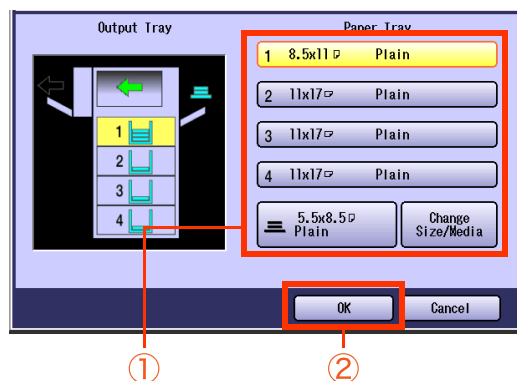 Output Tray
Paper Tray
1 8.5x11 Plain
2 11x17 Plain
3 11x17 Plain
4 11x17 Plain
5.5x8.5
Plain
Change
Size/Media
1
2
3
4
OK
Cancel
① ②